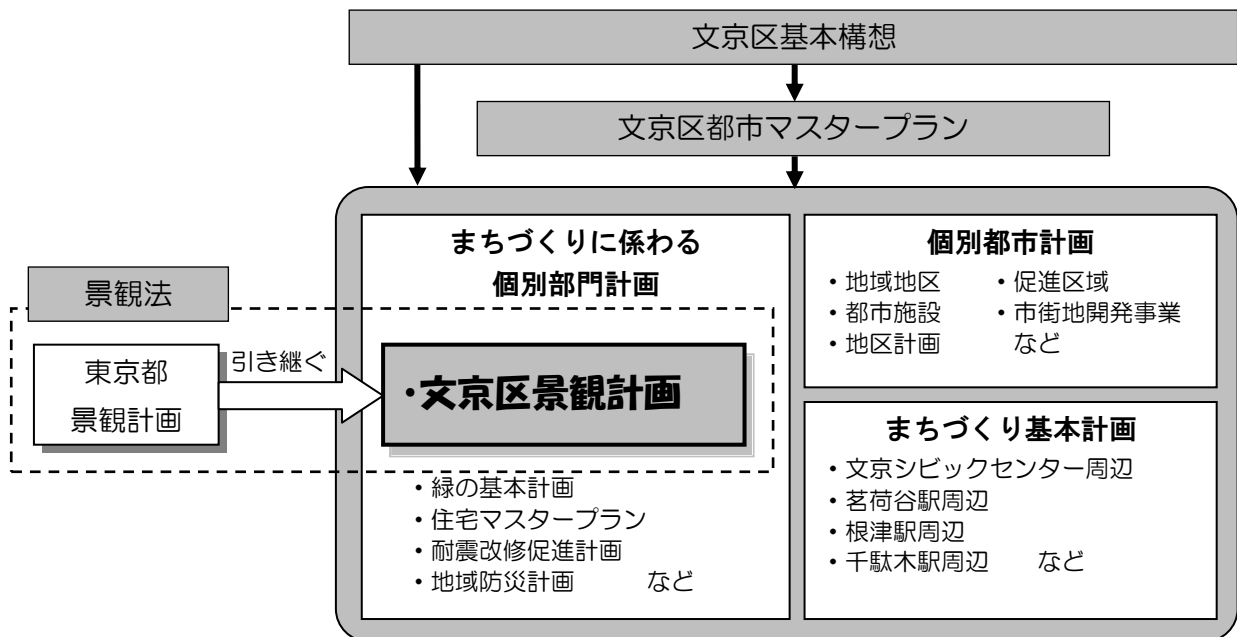 文京区基本構想
文京区都市マスタープラン
景観法
東京都
景観計画
引き継ぐ
まちづくりに係わる
個別部門計画
・文京区景観計画
・緑の基本計画
・住宅マスタープラン
・耐震改修促進計画
・地域防災計画 など
個別都市計画
・地域地区 ・促進区域
・都市施設 ・市街地開発事業
・地区計画 など
まちづくり基本計画
・文京シビックセンター周辺
・茗荷谷駅周辺
・根津駅周辺
・千駄木駅周辺 など